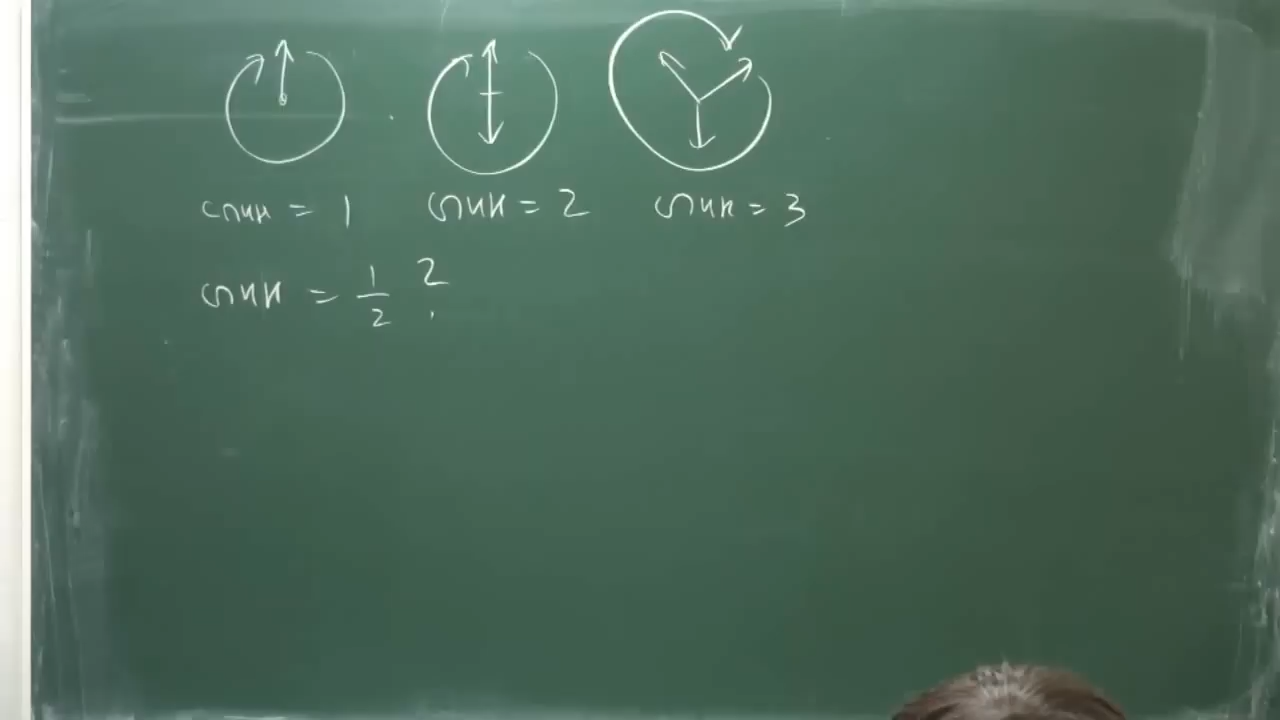 спин = 1 спин = 2 спин = 3
спин = 1/2 ?